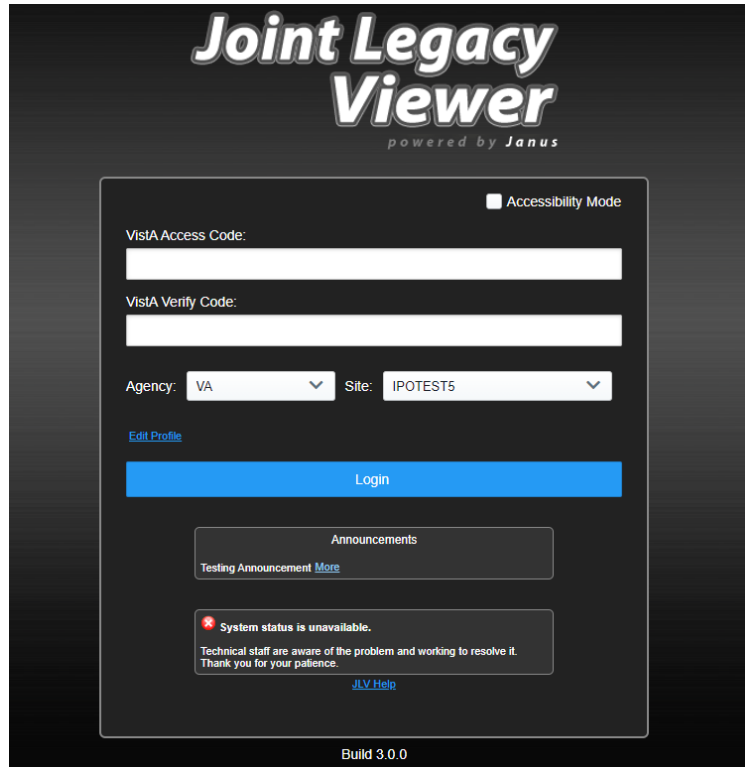 Joint Legacy
Viewer
powered by Janus
Accessibility Mode
VistA Access Code:
VistA Verify Code:
Agency: VA Site: IPOTEST5
Edit Profile
Login
Announcements
Testing Announcement More
System status is unavailable.
Technical staff are aware of the problem and working to resolve it.
Thank you for your patience.
JLV Help
Build 3.0.0